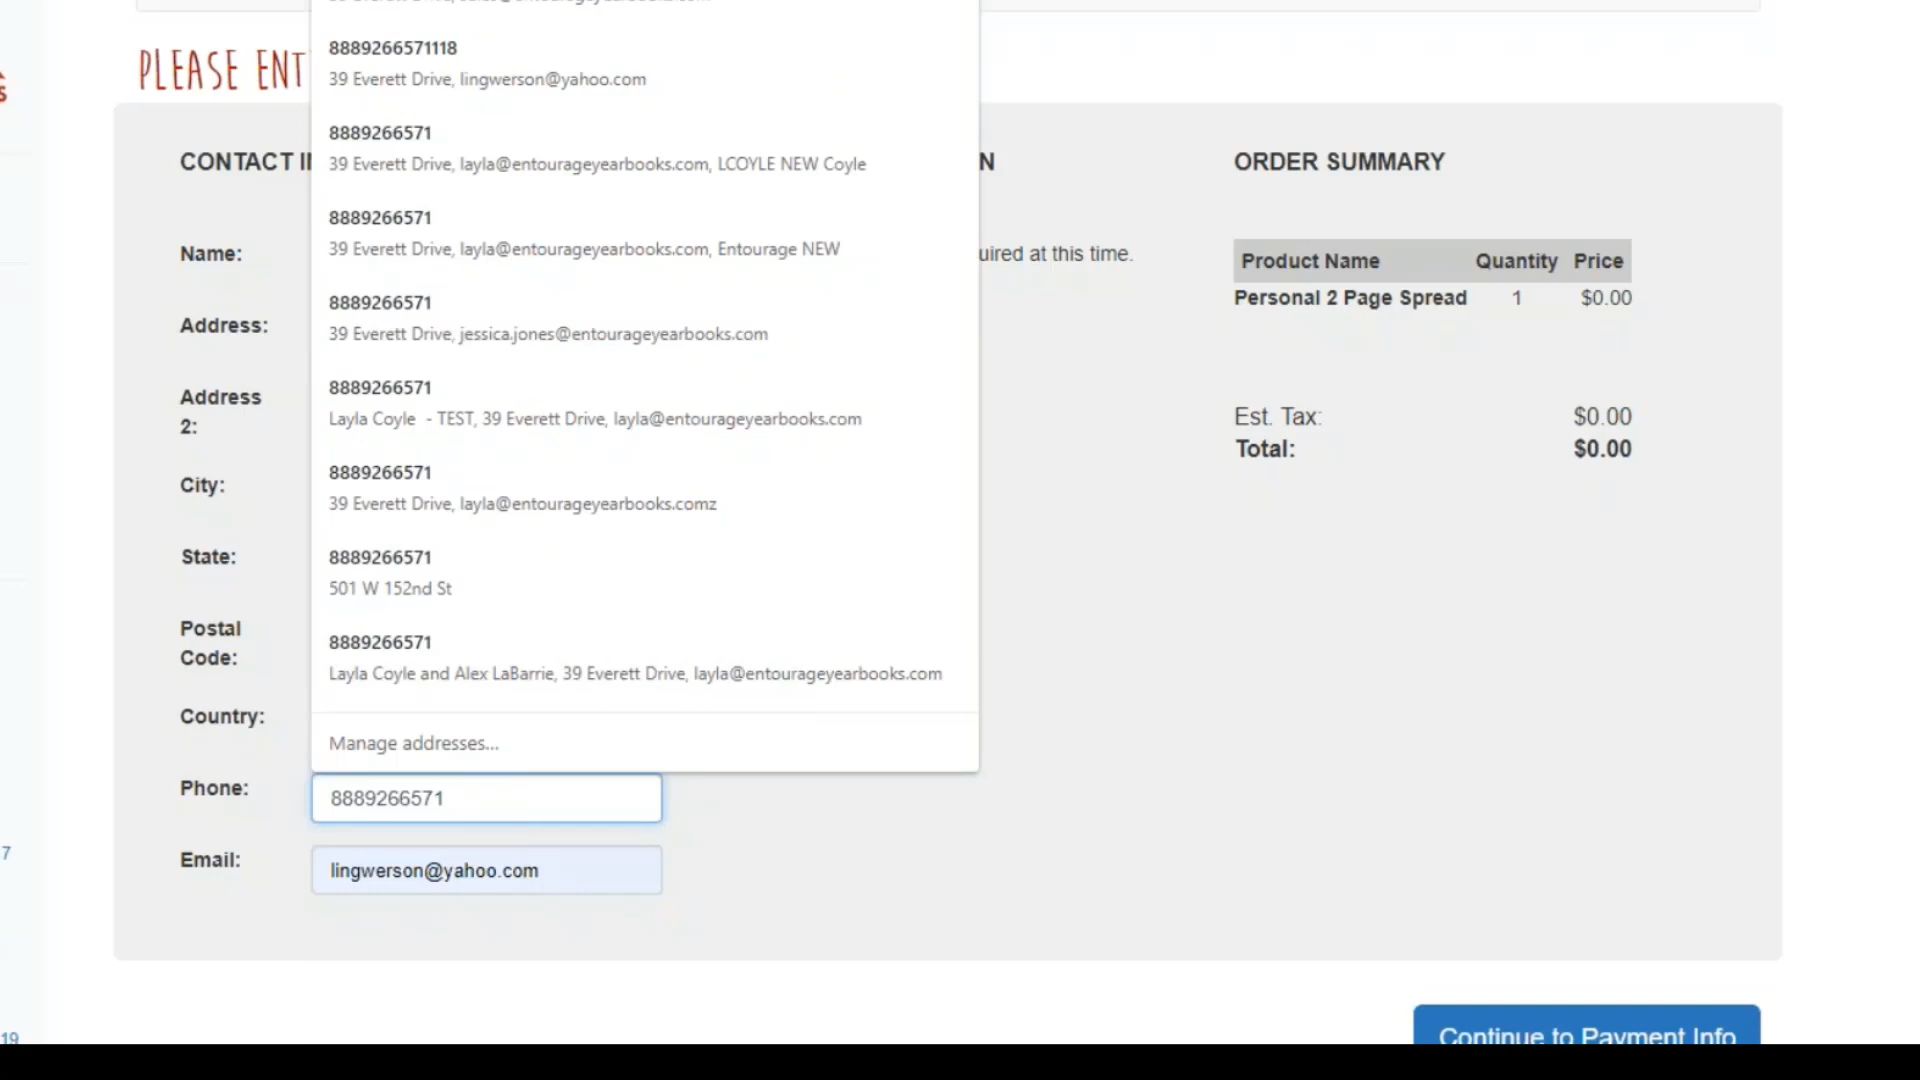 8889266571118
39 Everett Drive, lingwerson@yahoo.com
PLEASE ENT
8889266571
39 Everett Drive, layla@entourageyearbooks.com, LCOYLE NEW Coyle
8889266571
39 Everett Drive, layla@entourageyearbooks.com, Entourage NEW
8889266571
39 Everett Drive, jessica.jones@entourageyearbooks.com
8889266571
Layla Coyle - TEST, 39 Everett Drive, layla@entourageyearbooks.com
8889266571
39 Everett Drive, layla@entourageyearbooks.comz
8889266571
501 W 152nd St
8889266571
Layla Coyle and Alex LaBarrie, 39 Everett Drive, layla@entourageyearbooks.com
Manage addresses...
CONTACT I
Name:
Address:
Address
2:
City:
State:
Postal
Code:
Country:
Phone: 8889266571
Email: lingwerson@yahoo.com
N
uired at this time.
ORDER SUMMARY
Product Name Quantity Price
Personal 2 Page Spread 1 $0.00
Est. Tax: $0.00
Total: $0.00
Continue to Payment Info
7
19